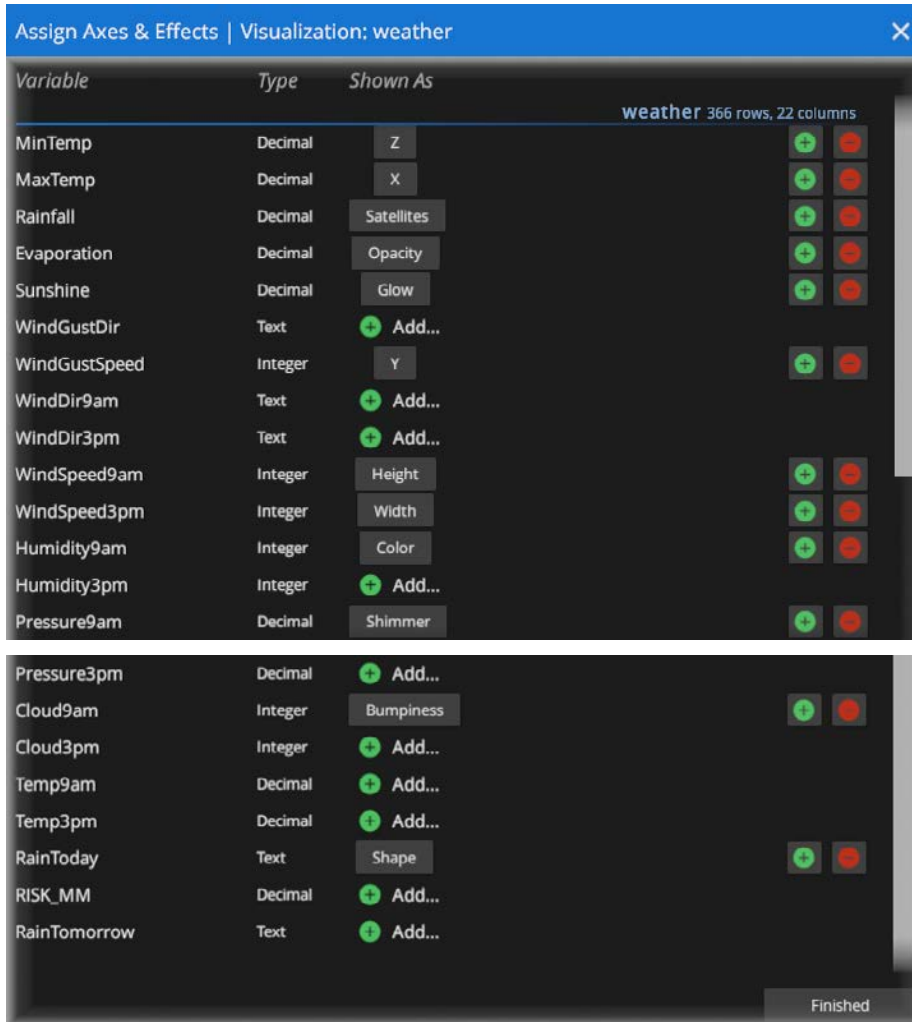 Assign Axes & Effects | Visualization: weather
Variable Type Shown As
weather 366 rows, 22 columns
MinTemp Decimal Z
MaxTemp Decimal X
Rainfall Decimal Satellites
Evaporation Decimal Opacity
Sunshine Decimal Glow
WindGustDir Text Add...
WindGustSpeed Integer Y
WindDir9am Text Add...
WindDir3pm Text Add...
WindSpeed9am Integer Height
WindSpeed3pm Integer Width
Humidity9am Integer Color
Humidity3pm Integer Add...
Pressure9am Decimal Shimmer
Pressure3pm Decimal Add...
Cloud9am Integer Bumpiness
Cloud3pm Integer Add...
Temp9am Decimal Add...
Temp3pm Decimal Add...
RainToday Text Shape
RISK_MM Decimal Add...
RainTomorrow Text Add...
Finished